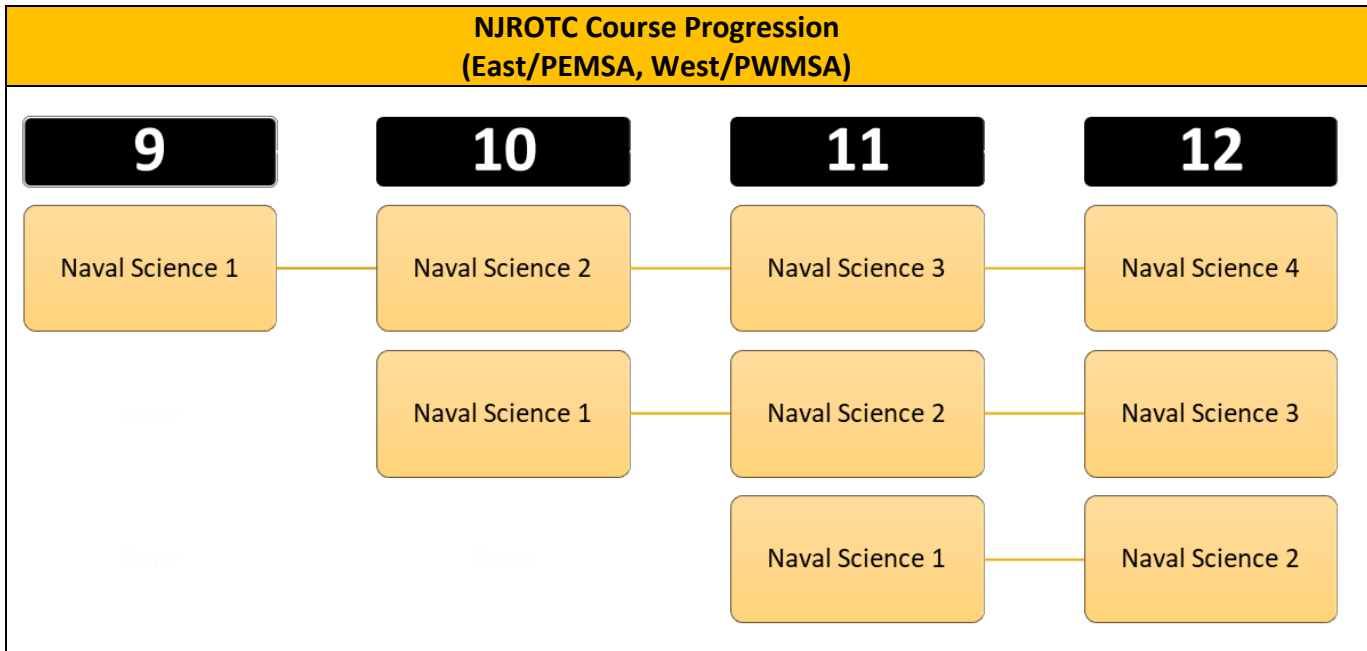 NJROTC Course Progression
(East/PEMSA, West/PWMSA)
9 10 11 12
Naval Science 1 Naval Science 2 Naval Science 3 Naval Science 4
Naval Science 1 Naval Science 2 Naval Science 3
Naval Science 1 Naval Science 2